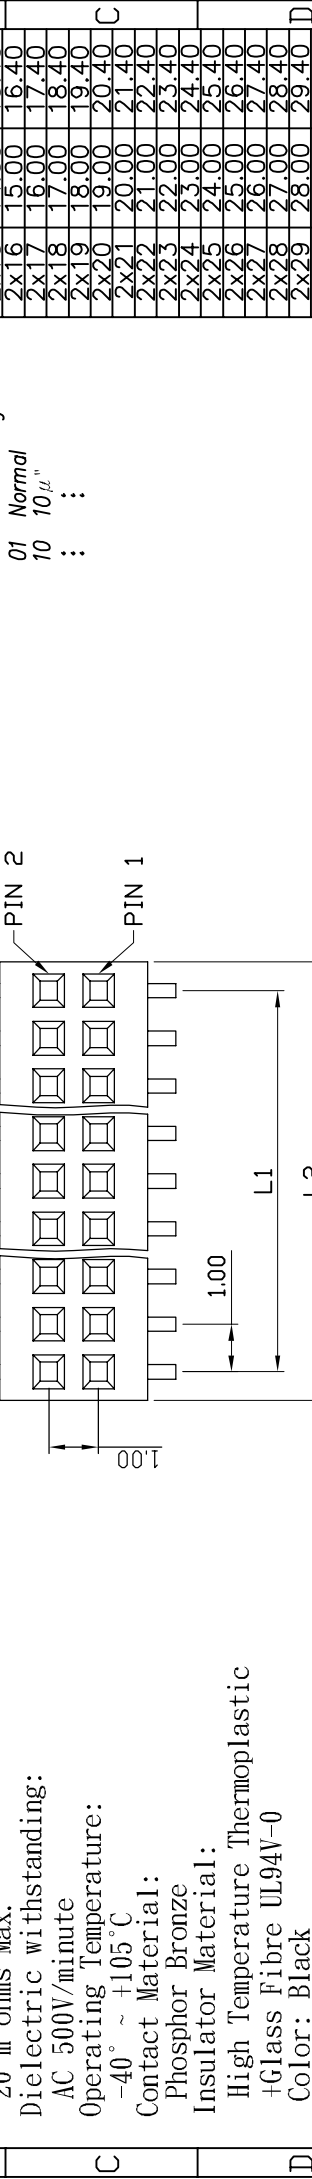 20 m Ohms Max.
Dielectric withstanding:
AC 500V/minute
Operating Temperature:
-40° ~ +105°C
Contact Material:
Phosphor Bronze
Insulator Material:
High Temperature Thermoplastic
+Glass Fibre UL94V-0
Color: Black
C
D
PIN 2
PIN 1
1.00
1.00
L1
01 Normal
10 10µ"
: :
2x16 15.00 16.40
2x17 16.00 17.40
2x18 17.00 18.40
2x19 18.00 19.40
2x20 19.00 20.40
2x21 20.00 21.40
2x22 21.00 22.40
2x23 22.00 23.40
2x24 23.00 24.40
2x25 24.00 25.40
2x26 25.00 26.40
2x27 26.00 27.40
2x28 27.00 28.40
2x29 28.00 29.40
C
D